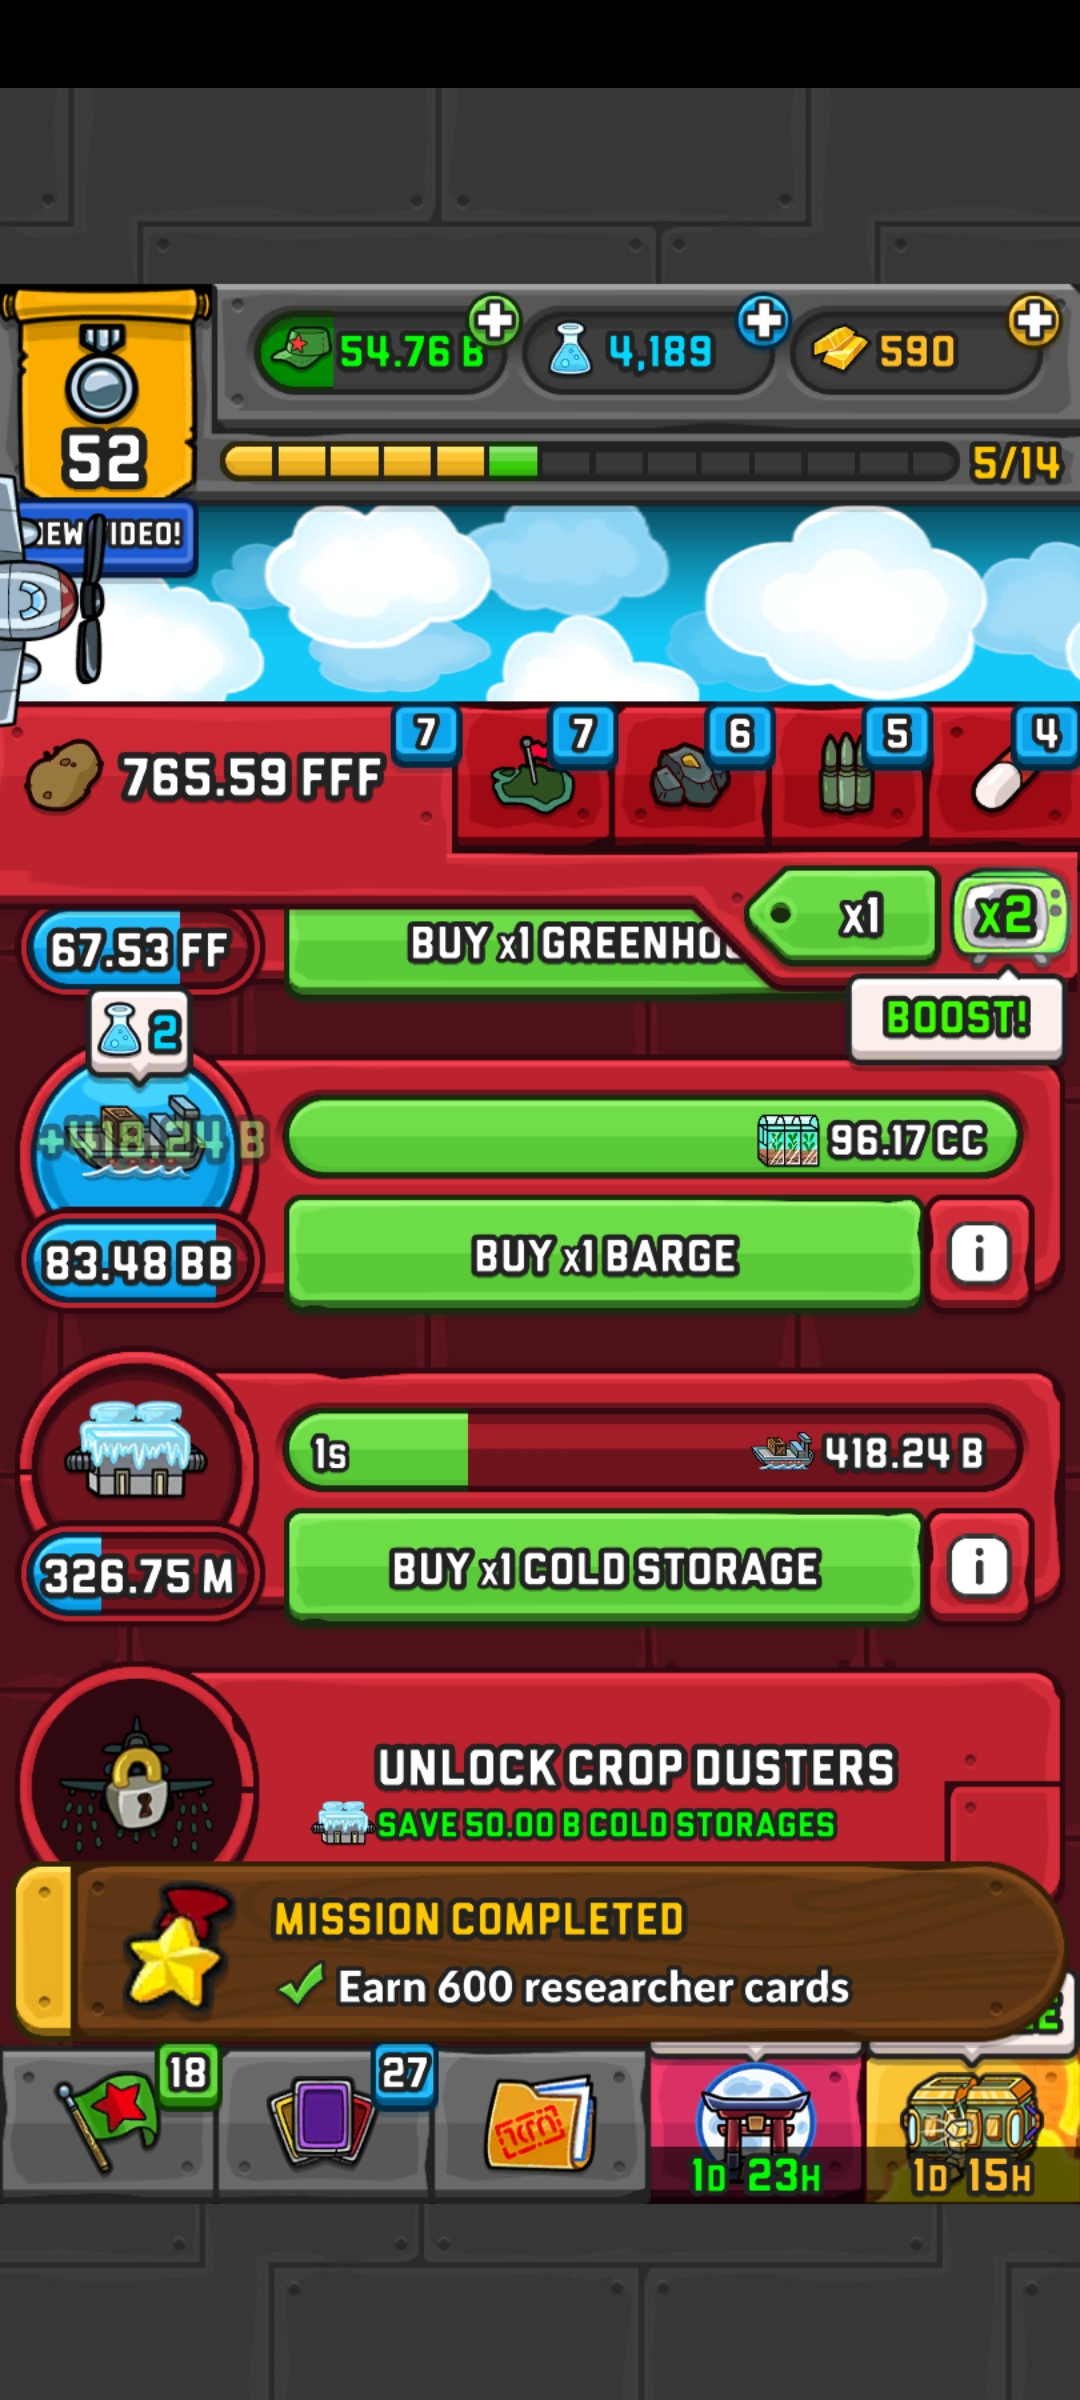 54.76 B
4,189
590
52
5/14
NEW VIDEO!
765.59 FFF
7
7
6
5
4
x1
x2
67.53 FF
BUY x1
BOOST!
2
+418.24 B
96.17 CC
83.48 BB
BUY x1 BARGE
i
1s
418.24 B
326.75 M
BUY x1 COLD STORAGE
i
UNLOCK CROP DUSTERS
SAVE 50.00 B COLD STORAGES
MISSION COMPLETED
Earn 600 researcher cards
18
27
1D 23H
1D 15H